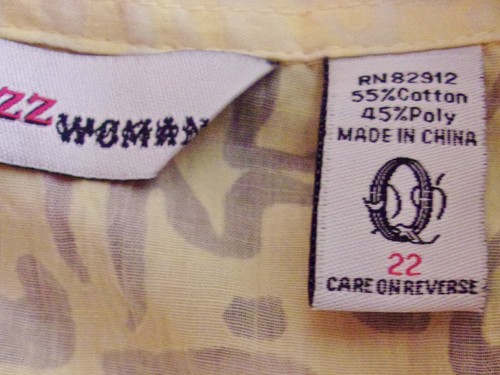 ZZ
WOMAN
RN 82912
55%Cotton
45%Poly
MADE IN CHINA
Q
22
CARE ON REVERSE